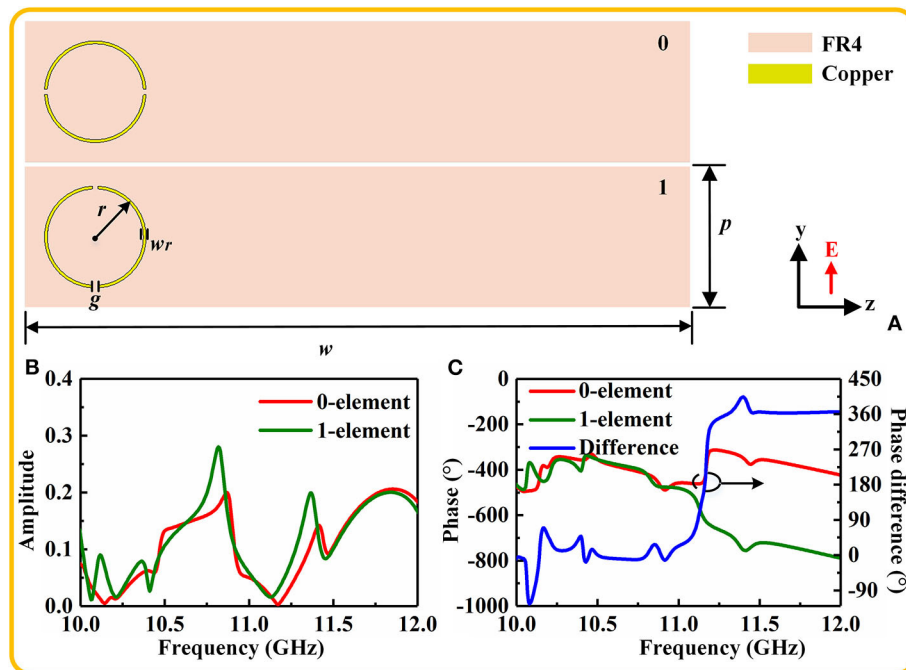 0
FR4
Copper
1
r
wr
g
p
w
y
E
z
A
B
0.4
0.3
0.2
0.1
0.0
Amplitude
0-element
1-element
10.0 10.5 11.0 11.5 12.0
Frequency (GHz)
C
0
-200
-400
-600
-800
-1000
Phase (°)
0-element
1-element
Difference
450
360
270
180
90
0
-90
Phase difference (°)
10.0 10.5 11.0 11.5 12.0
Frequency (GHz)